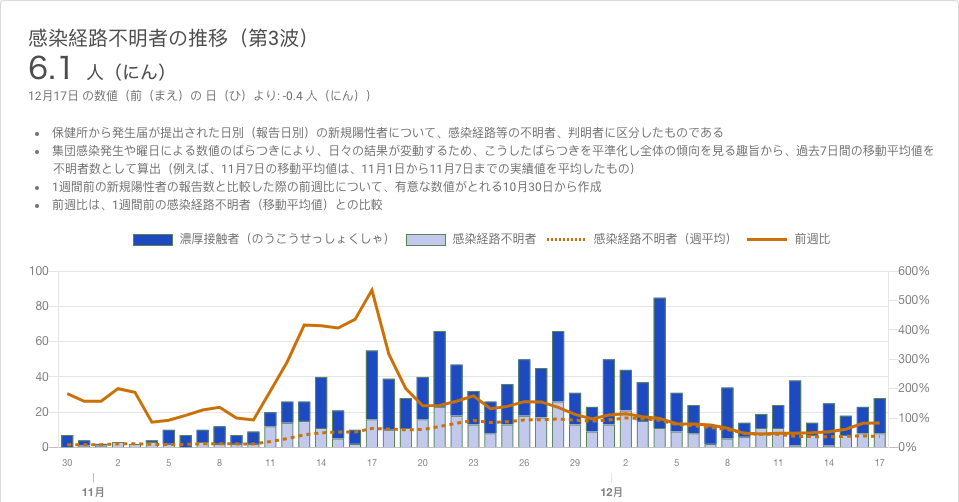 感染経路不明者の推移（第3波）
6.1 人（にん）
12月17日 の数値（前（まえ）の 日（ひ）より: -0.4 人（にん））
• 保健所から発生届が提出された日別（報告日別）の新規陽性者について、感染経路等の不明者、判明者に区分したものである
• 集団感染発生や曜日による数値のばらつきにより、日々の結果が変動するため、こうしたばらつきを平準化し全体の傾向を見る趣旨から、過去7日間の移動平均値を
不明者数として算出（例えば、11月7日の移動平均値は、11月1日から11月7日までの実績値を平均したもの）
• 1週間前の新規陽性者の報告数と比較した際の前週比について、有意な数値がとれる10月30日から作成
• 前週比は、1週間前の感染経路不明者（移動平均値）との比較
濃厚接触者（のうこうせっしょくしゃ） 感染経路不明者 感染経路不明者（週平均） 前週比
100 600%
500%
80
400%
60
300%
40
200%
20
100%
0 0%
30 2 5 8 11 14 17 20 23 26 29 2 5 8 11 14 17
11月 12月